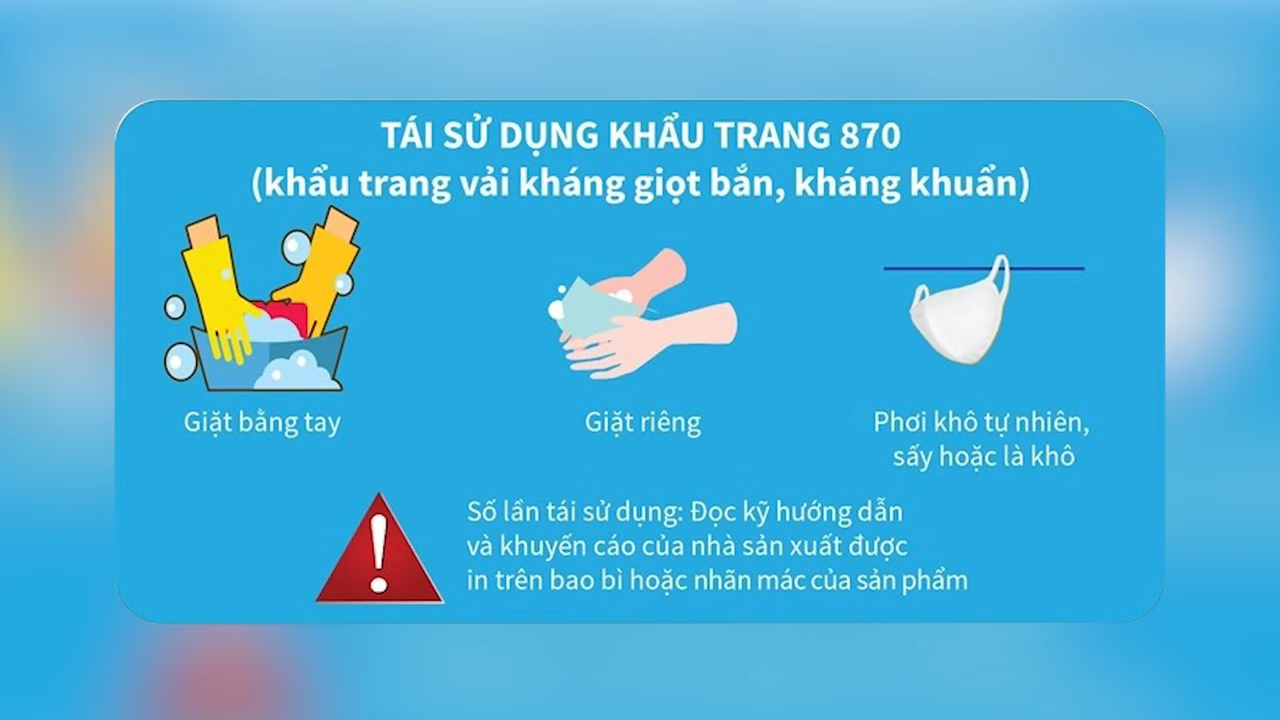 TÁI SỬ DỤNG KHẨU TRANG 870
(khẩu trang vải kháng giọt bắn, kháng khuẩn)
Giặt bằng tay
Giặt riêng
Phơi khô tự nhiên,
sấy hoặc là khô
Số lần tái sử dụng: Đọc kỹ hướng dẫn
và khuyến cáo của nhà sản xuất được
in trên bao bì hoặc nhãn mác của sản phẩm